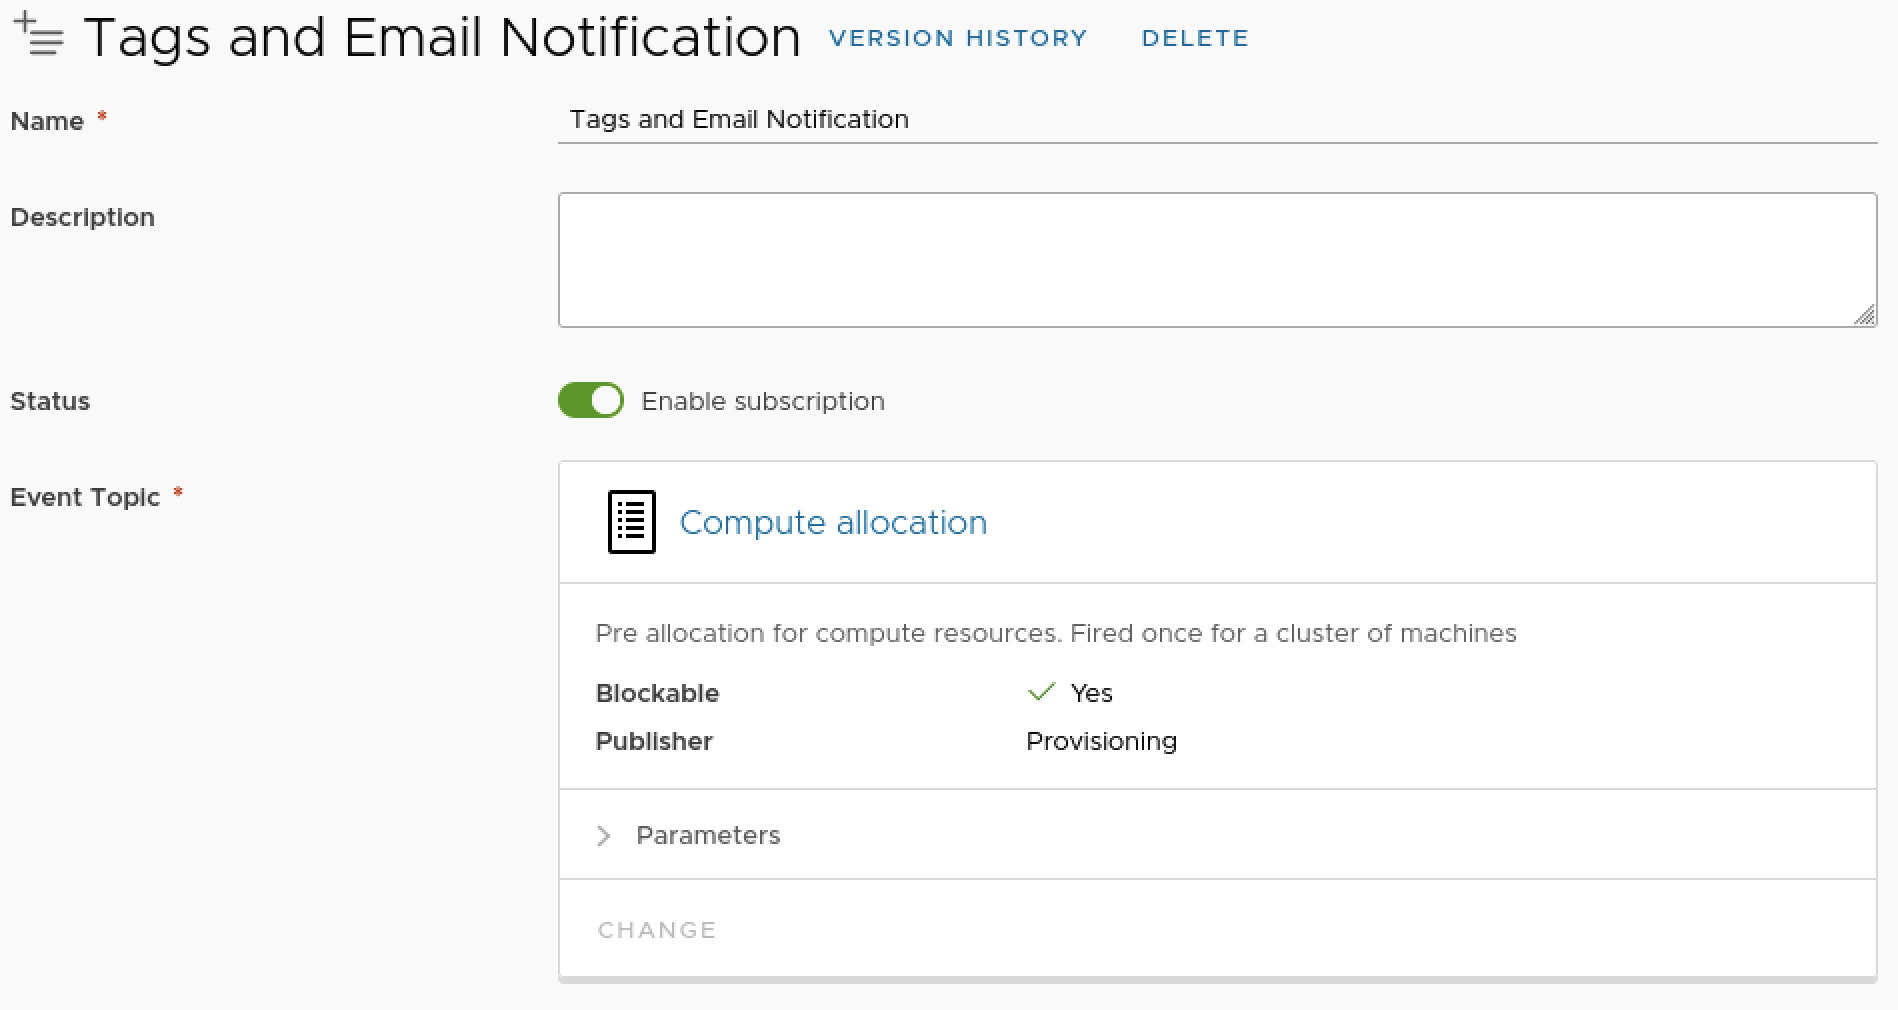 Tags and Email Notification VERSION HISTORY DELETE
Name * Tags and Email Notification
Description
Status Enable subscription
Event Topic * Compute allocation
Pre allocation for compute resources. Fired once for a cluster of machines
Blockable Yes
Publisher Provisioning
Parameters
CHANGE